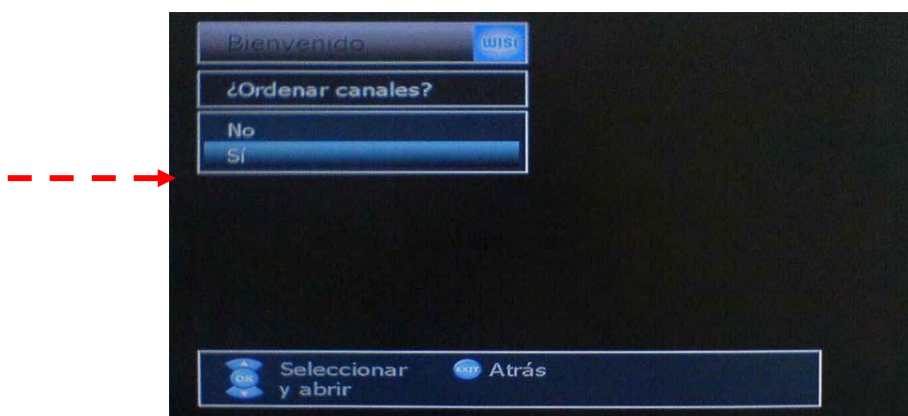 Bienvenido WISI
¿Ordenar canales?
No
Sí
OK Seleccionar y abrir
EXIT Atrás